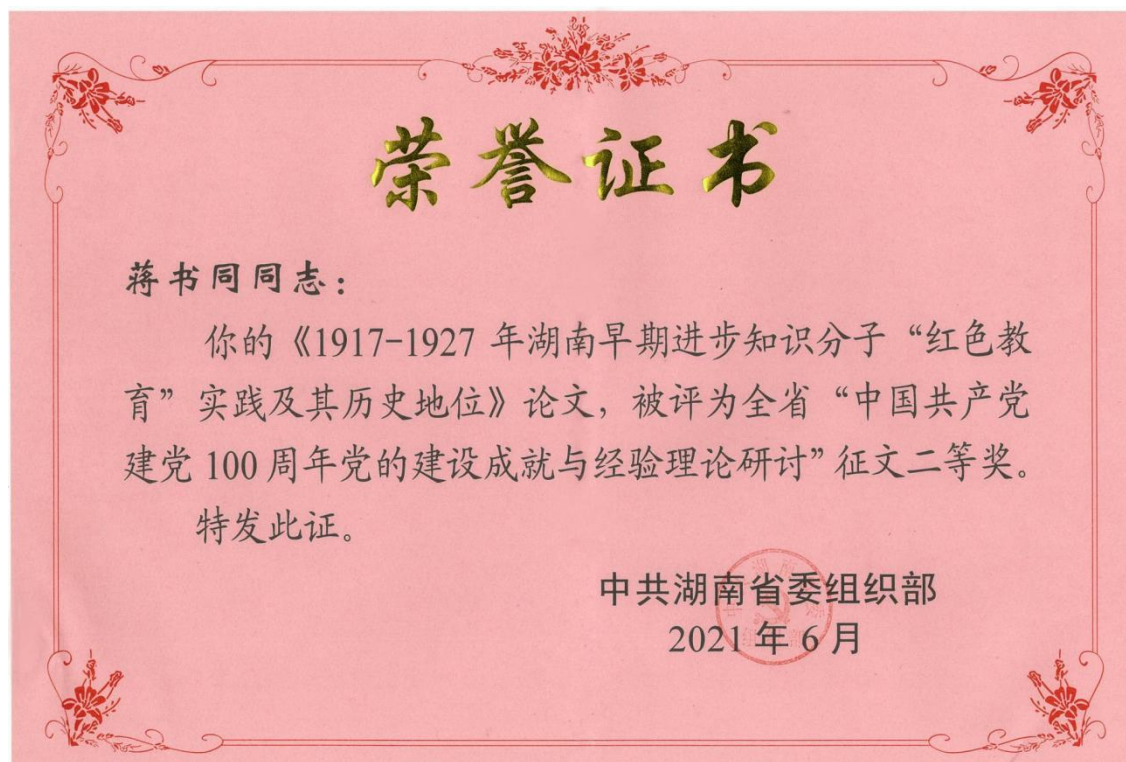 荣誉证书
蒋书同同志：
你的《1917-1927 年湖南早期进步知识分子“红色教
育”实践及其历史地位》论文，被评为全省“中国共产党
建党 100 周年党的建设成就与经验理论研讨”征文二等奖。
特发此证。
中共湖南省委组织部
2021 年 6 月